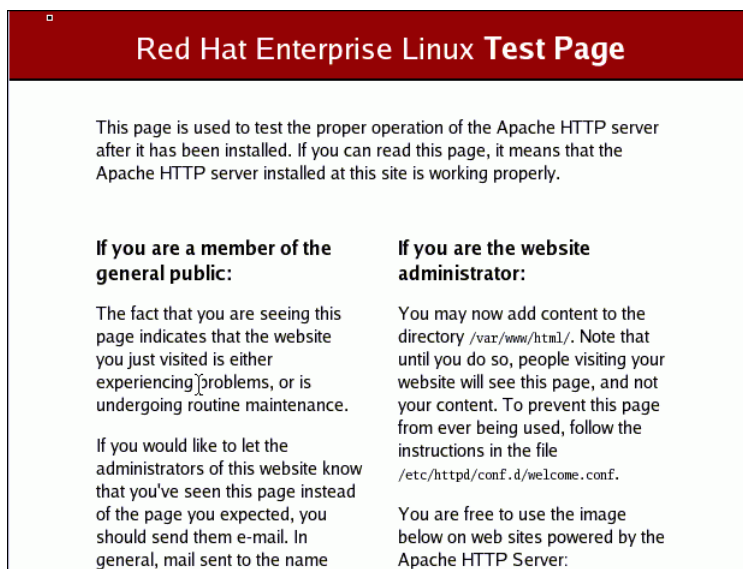 Red Hat Enterprise Linux Test Page
This page is used to test the proper operation of the Apache HTTP server
after it has been installed. If you can read this page, it means that the
Apache HTTP server installed at this site is working properly.
If you are a member of the
general public:
The fact that you are seeing this
page indicates that the website
you just visited is either
experiencing problems, or is
undergoing routine maintenance.
If you would like to let the
administrators of this website know
that you've seen this page instead
of the page you expected, you
should send them e-mail. In
general, mail sent to the name
If you are the website
administrator:
You may now add content to the
directory /var/www/html/. Note that
until you do so, people visiting your
website will see this page, and not
your content. To prevent this page
from ever being used, follow the
instructions in the file
/etc/httpd/conf.d/welcome.conf.
You are free to use the image
below on web sites powered by the
Apache HTTP Server: